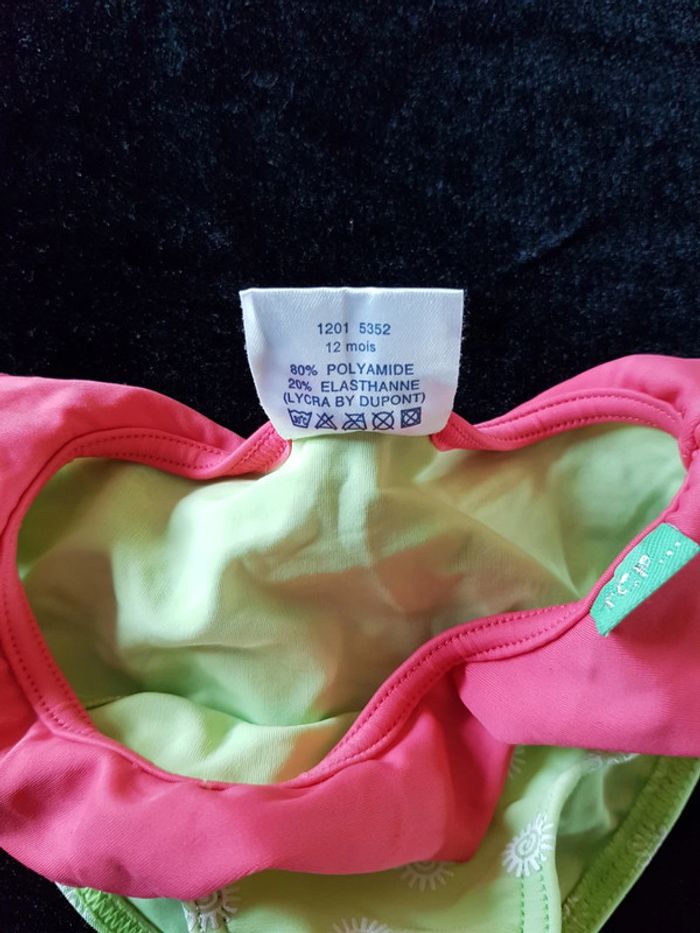 1201 5352
12 mois
80% POLYAMIDE
20% ELASTHANNE
(LYCRA BY DUPONT)